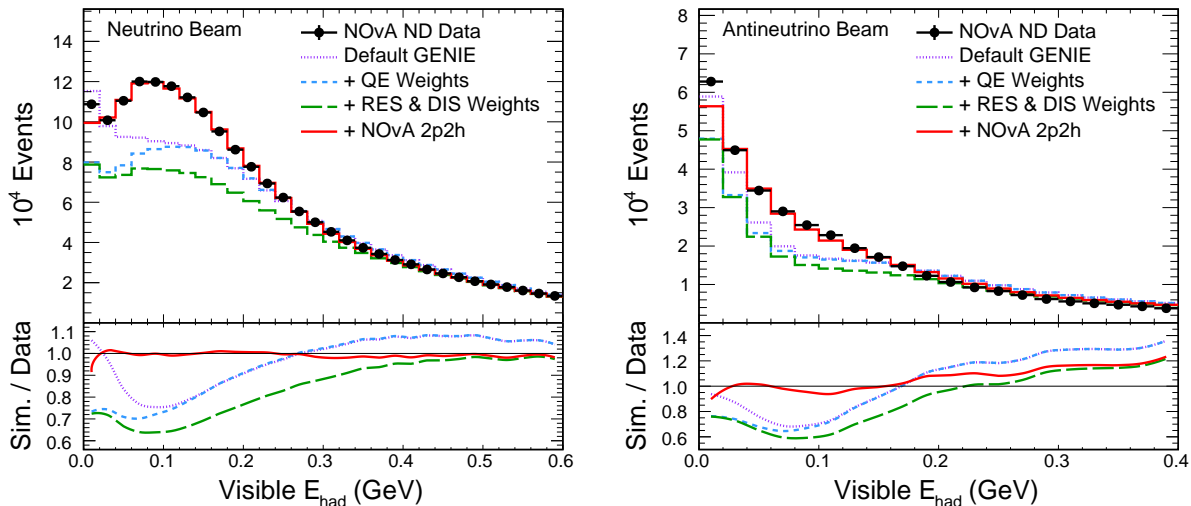 Neutrino Beam
NOvA ND Data
Default GENIE
+ QE Weights
+ RES & DIS Weights
+ NOvA 2p2h
10⁴ Events
14
12
10
8
6
4
2
Sim. / Data
1.1
1.0
0.9
0.8
0.7
0.6
0.0 0.1 0.2 0.3 0.4 0.5 0.6
Visible E_had (GeV)
Antineutrino Beam
NOvA ND Data
Default GENIE
+ QE Weights
+ RES & DIS Weights
+ NOvA 2p2h
10⁴ Events
8
7
6
5
4
3
2
1
Sim. / Data
1.4
1.2
1.0
0.8
0.6
0.0 0.1 0.2 0.3 0.4
Visible E_had (GeV)